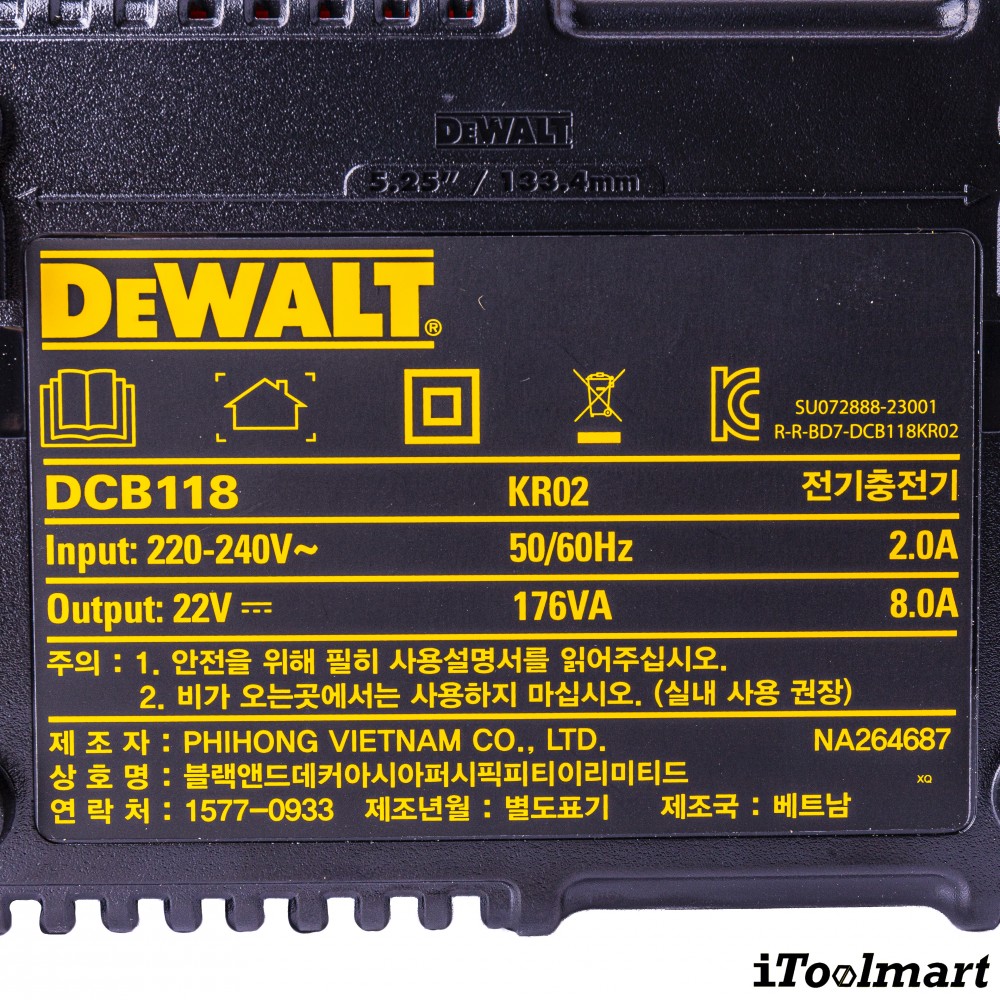 DEWALT
5.25" / 133.4mm
DEWALT®
SU072888-23001
R-R-BD7-DCB118KR02
DCB118 KR02 전기충전기
Input: 220-240V~ 50/60Hz 2.0A
Output: 22V ⎓ 176VA 8.0A
주의 : 1. 안전을 위해 필히 사용설명서를 읽어주십시오.
2. 비가 오는곳에서는 사용하지 마십시오. (실내 사용 권장)
제 조 자 : PHIHONG VIETNAM CO., LTD. NA264687
상 호 명 : 블랙앤드데커아시아퍼시픽피티이리미티드 XQ
연 락 처 : 1577-0933 제조년월 : 별도표기 제조국 : 베트남
iToolmart